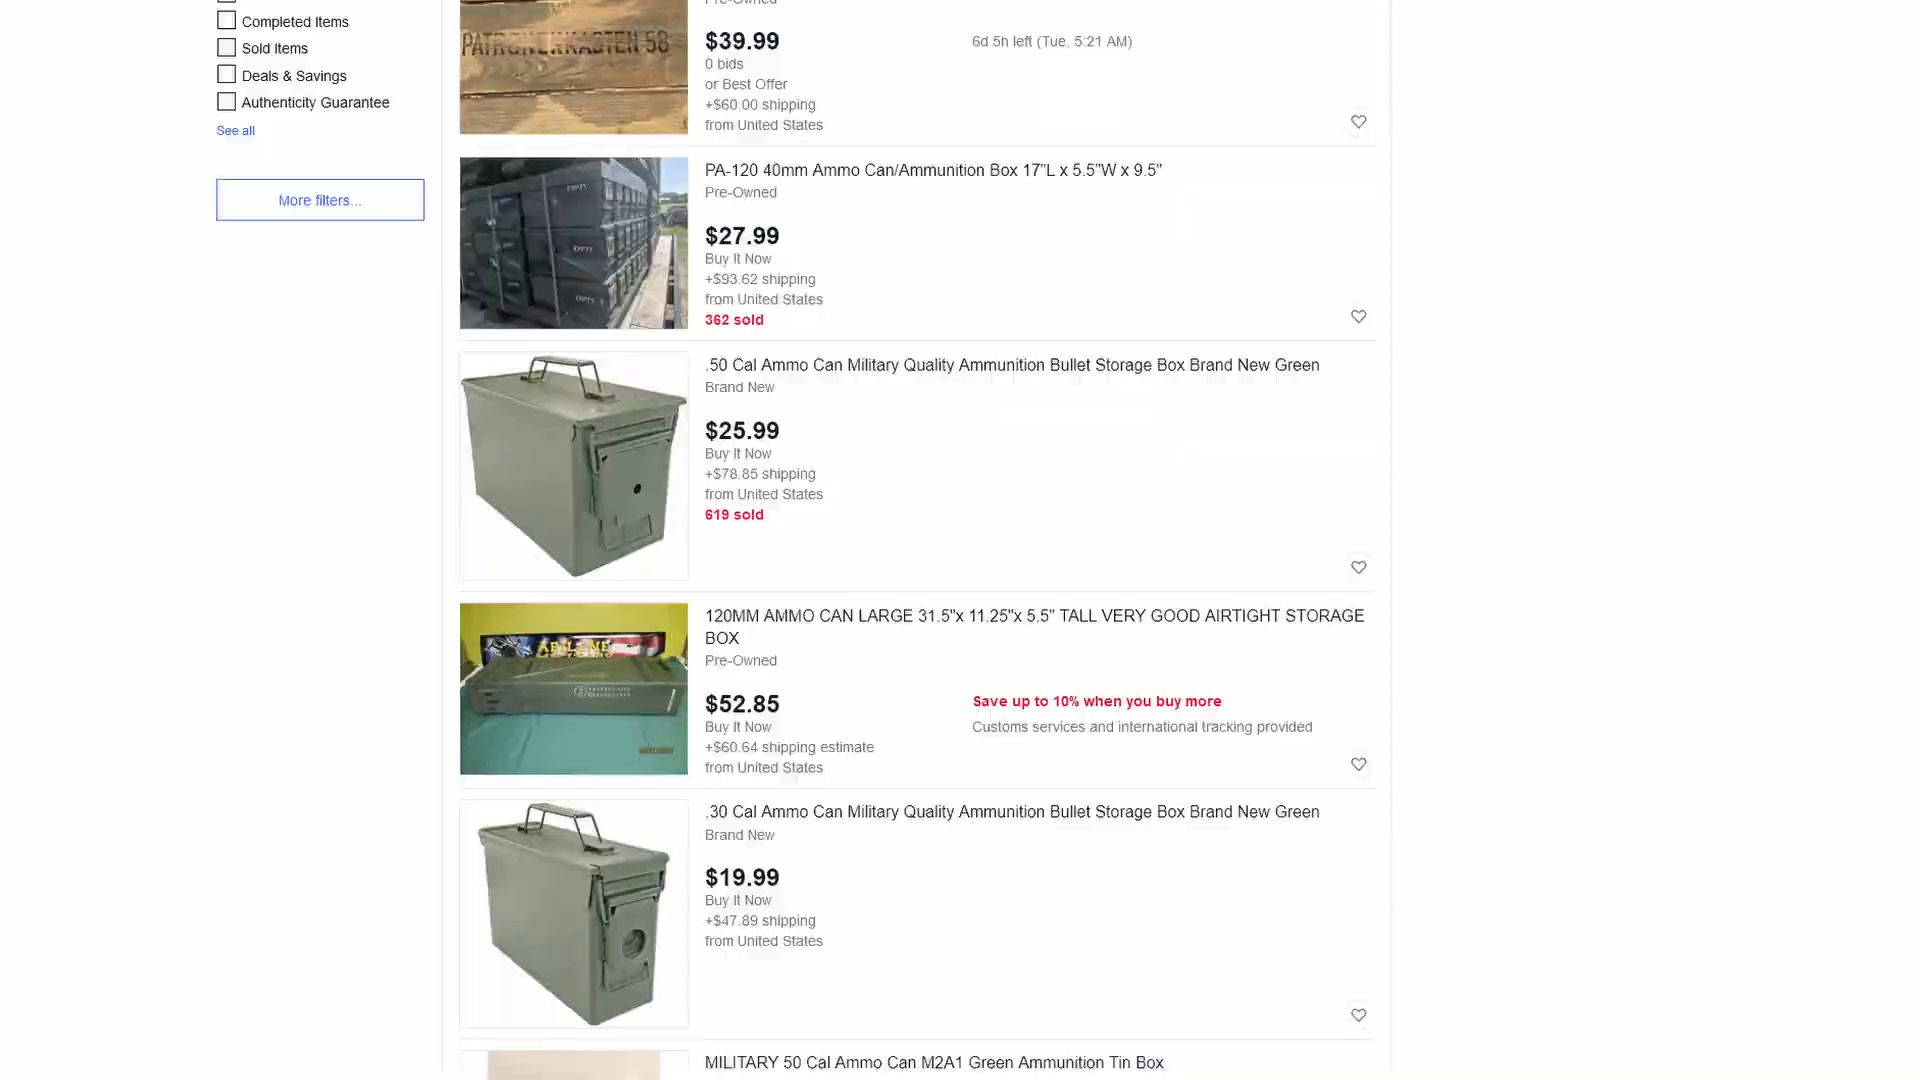 Completed Items
Sold Items
Deals & Savings
Authenticity Guarantee
See all
More filters...
PATRONENKASTEN 58
$39.99
0 bids
or Best Offer
+$60.00 shipping
from United States
6d 5h left (Tue, 5:21 AM)
PA-120 40mm Ammo Can/Ammunition Box 17"L x 5.5"W x 9.5"
Pre-Owned
$27.99
Buy It Now
+$93.62 shipping
from United States
362 sold
EMPTY
EMPTY
EMPTY
.50 Cal Ammo Can Military Quality Ammunition Bullet Storage Box Brand New Green
Brand New
$25.99
Buy It Now
+$78.85 shipping
from United States
619 sold
120MM AMMO CAN LARGE 31.5"x 11.25"x 5.5" TALL VERY GOOD AIRTIGHT STORAGE
BOX
Pre-Owned
$52.85
Buy It Now
+$60.64 shipping estimate
from United States
Save up to 10% when you buy more
Customs services and international tracking provided
.30 Cal Ammo Can Military Quality Ammunition Bullet Storage Box Brand New Green
Brand New
$19.99
Buy It Now
+$47.89 shipping
from United States
MILITARY 50 Cal Ammo Can M2A1 Green Ammunition Tin Box